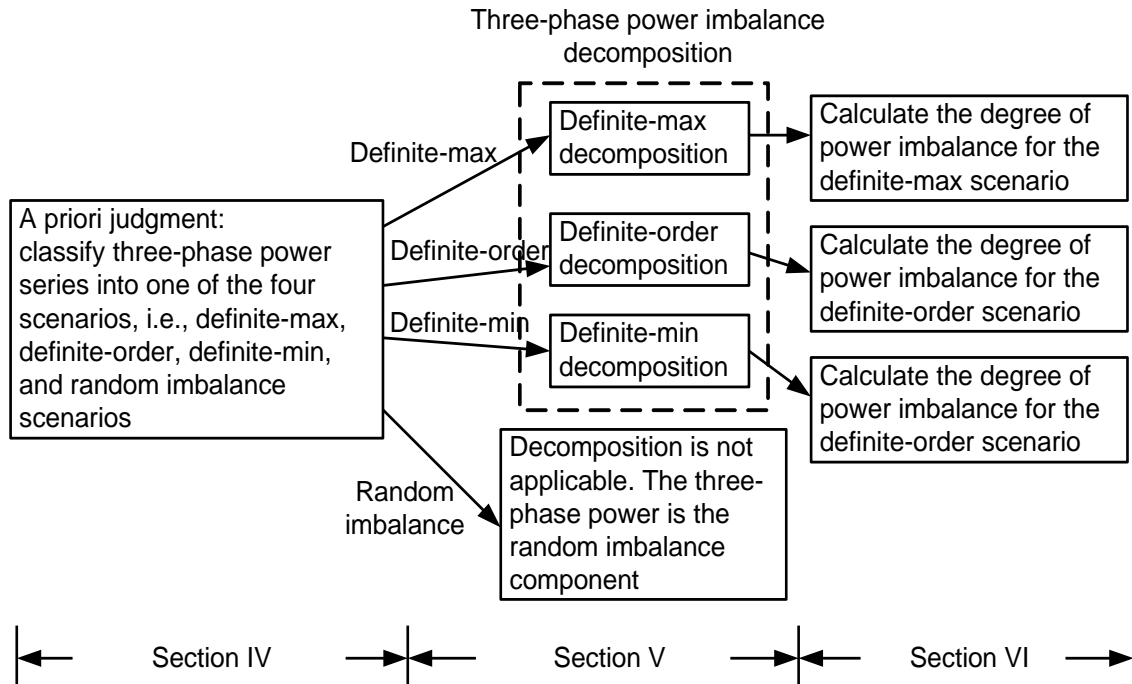 Three-phase power imbalance
decomposition
Definite-max
Definite-order
Definite-min
Random
imbalance
A priori judgment:
classify three-phase power
series into one of the four
scenarios, i.e., definite-max,
definite-order, definite-min,
and random imbalance
scenarios
Definite-max
decomposition
Definite-order
decomposition
Definite-min
decomposition
Decomposition is not
applicable. The three-
phase power is the
random imbalance
component
Calculate the degree of
power imbalance for the
definite-max scenario
Calculate the degree of
power imbalance for the
definite-order scenario
Calculate the degree of
power imbalance for the
definite-order scenario
Section IV
Section V
Section VI